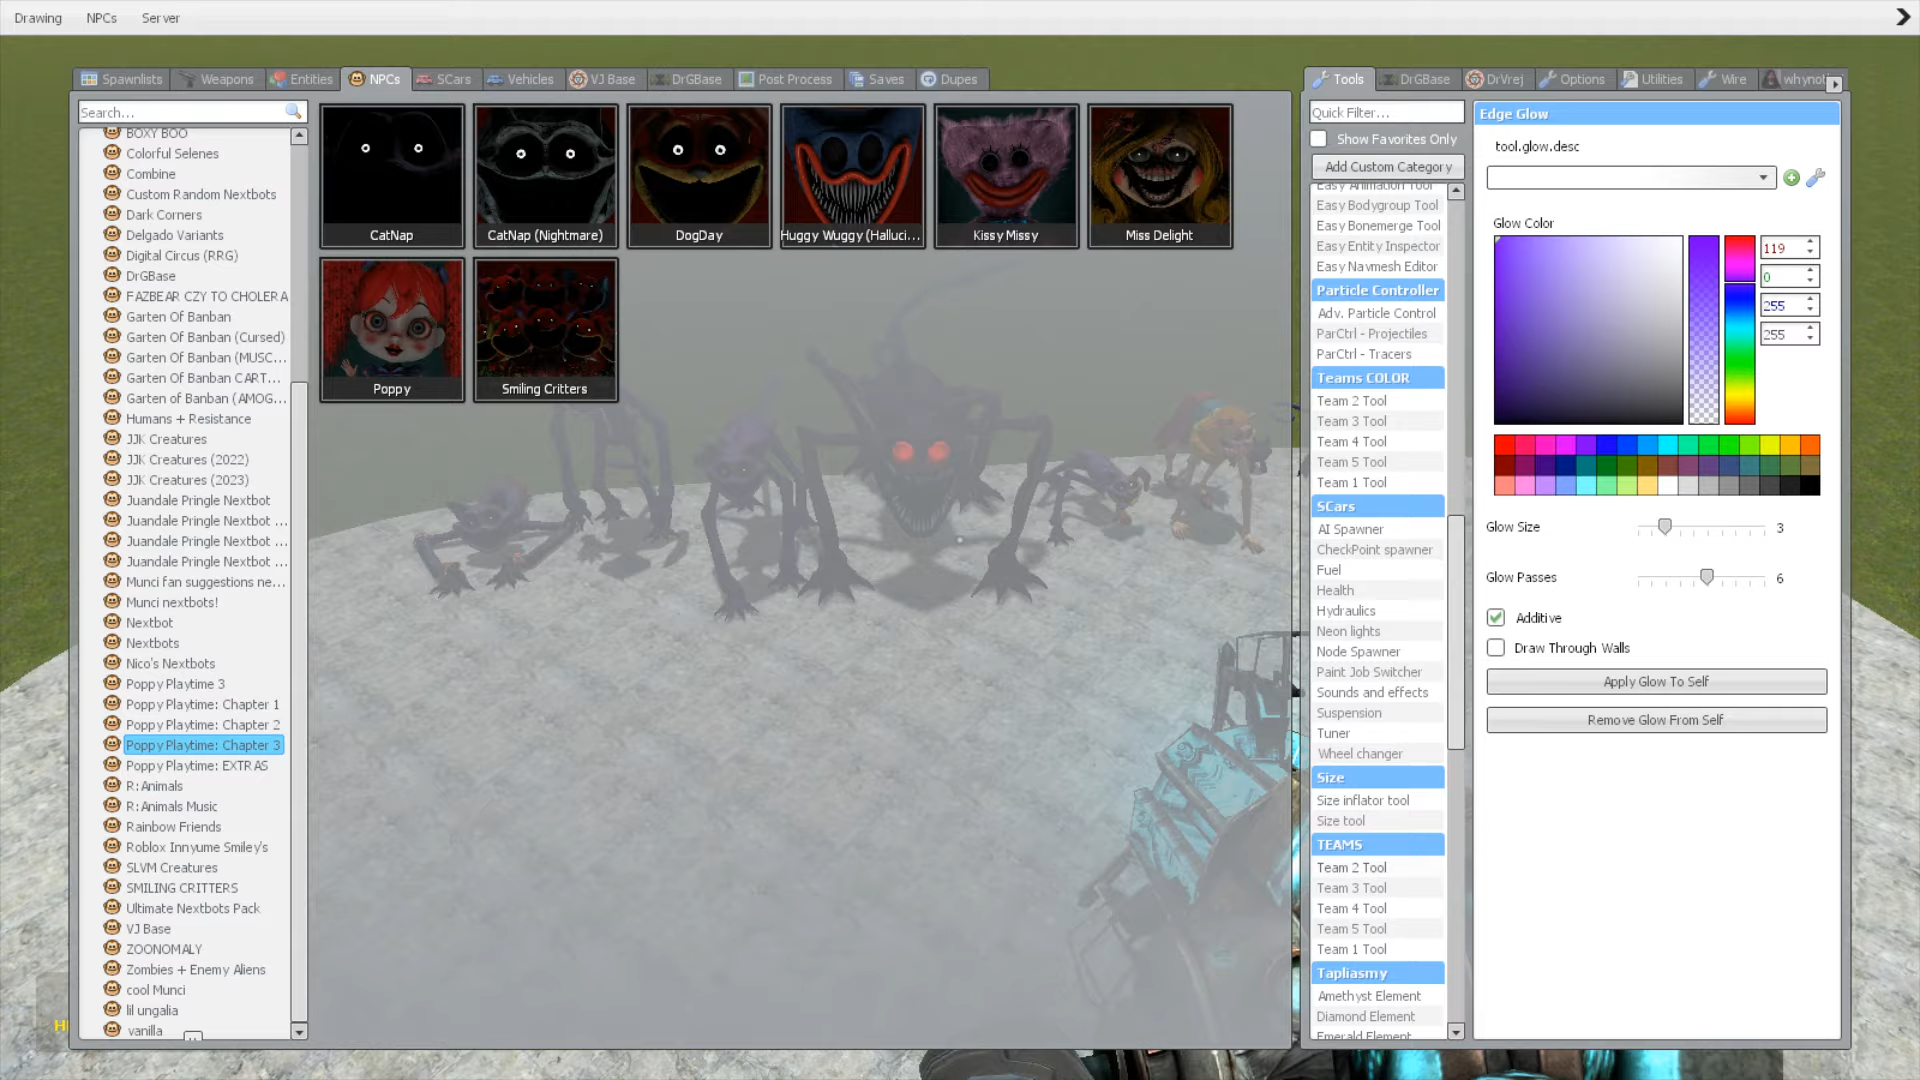 Drawing NPCs Server
Spawnlists Weapons Entities NPCs SCars Vehicles VJ Base DrGBase Post Process Saves Dupes
Search...
BOXY BOO
Colorful Selenes
Combine
Custom Random Nextbots
Dark Corners
Delgado Variants
Digital Circus (RRG)
DrGBase
FAZBEAR CZY TO CHOLERA
Garten Of Banban
Garten Of Banban (Cursed)
Garten Of Banban (MUSC...
Garten Of Banban CART...
Garten of Banban (AMOG...
Humans + Resistance
JJK Creatures
JJK Creatures (2022)
JJK Creatures (2023)
Juandale Pringle Nextbot
Juandale Pringle Nextbot ...
Juandale Pringle Nextbot ...
Juandale Pringle Nextbot ...
Munci fan suggestions ne...
Munci nextbots!
Nextbot
Nextbots
Nico's Nextbots
Poppy Playtime 3
Poppy Playtime: Chapter 1
Poppy Playtime: Chapter 2
Poppy Playtime: Chapter 3
Poppy Playtime: EXTRAS
R:Animals
R:Animals Music
Rainbow Friends
Roblox Innyume Smiley's
SLVM Creatures
SMILING CRITTERS
Ultimate Nextbots Pack
VJ Base
ZOONOMALY
Zombies + Enemy Aliens
cool Munci
lil ungalia
vanilla
CatNap CatNap (Nightmare) DogDay Huggy Wuggy (Halluci... Kissy Missy Miss Delight
Poppy Smiling Critters
Tools DrGBase DrVrej Options Utilities Wire whynot
Quick Filter...
Show Favorites Only
Add Custom Category
Easy Animation Tool
Easy Bodygroup Tool
Easy Bonemerge Tool
Easy Entity Inspector
Easy Navmesh Editor
Particle Controller
Adv. Particle Control
ParCtrl - Projectiles
ParCtrl - Tracers
Teams COLOR
Team 2 Tool
Team 3 Tool
Team 4 Tool
Team 5 Tool
Team 1 Tool
SCars
AI Spawner
CheckPoint spawner
Fuel
Health
Hydraulics
Neon lights
Node Spawner
Paint Job Switcher
Sounds and effects
Suspension
Tuner
Wheel changer
Size
Size inflator tool
Size tool
TEAMS
Team 2 Tool
Team 3 Tool
Team 4 Tool
Team 5 Tool
Team 1 Tool
Tapliasmy
Amethyst Element
Diamond Element
Emerald Element
Edge Glow
tool.glow.desc
Glow Color
119
0
255
255
Glow Size 3
Glow Passes 6
Additive
Draw Through Walls
Apply Glow To Self
Remove Glow From Self